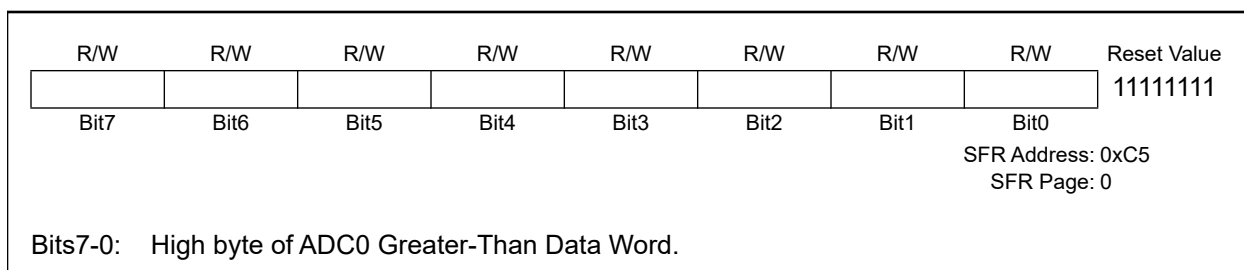 R/W R/W R/W R/W R/W R/W R/W R/W Reset Value
11111111
Bit7 Bit6 Bit5 Bit4 Bit3 Bit2 Bit1 Bit0
SFR Address: 0xC5
SFR Page: 0
Bits7-0: High byte of ADC0 Greater-Than Data Word.